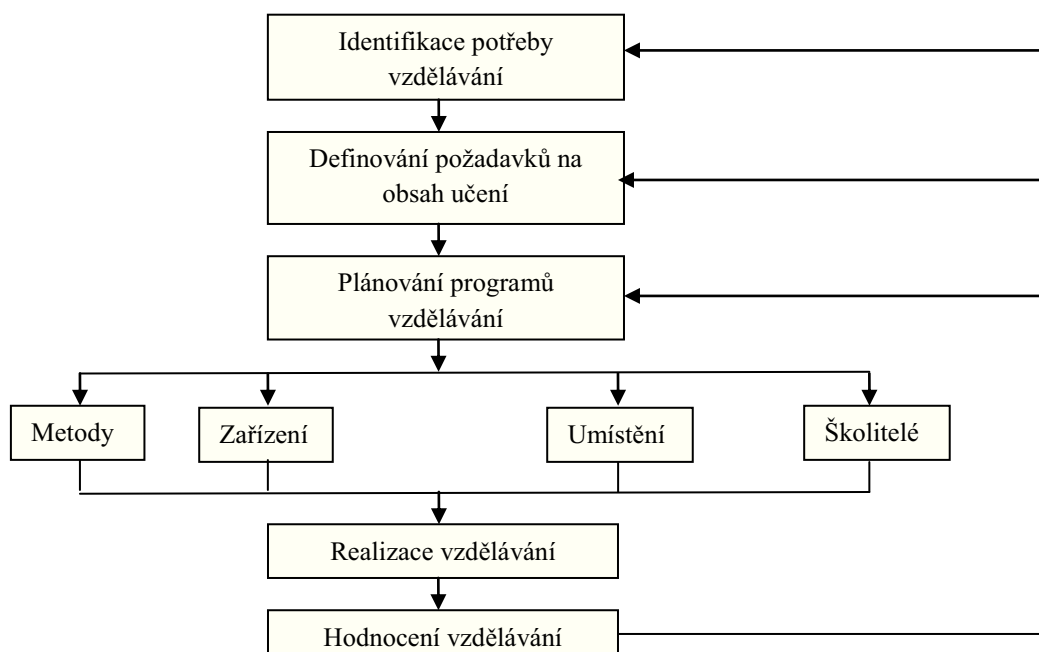 Identifikace potřeby
vzdělávání
Definování požadavků na
obsah učení
Plánování programů
vzdělávání
Metody
Zařízení
Umístění
Školitelé
Realizace vzdělávání
Hodnocení vzdělávání